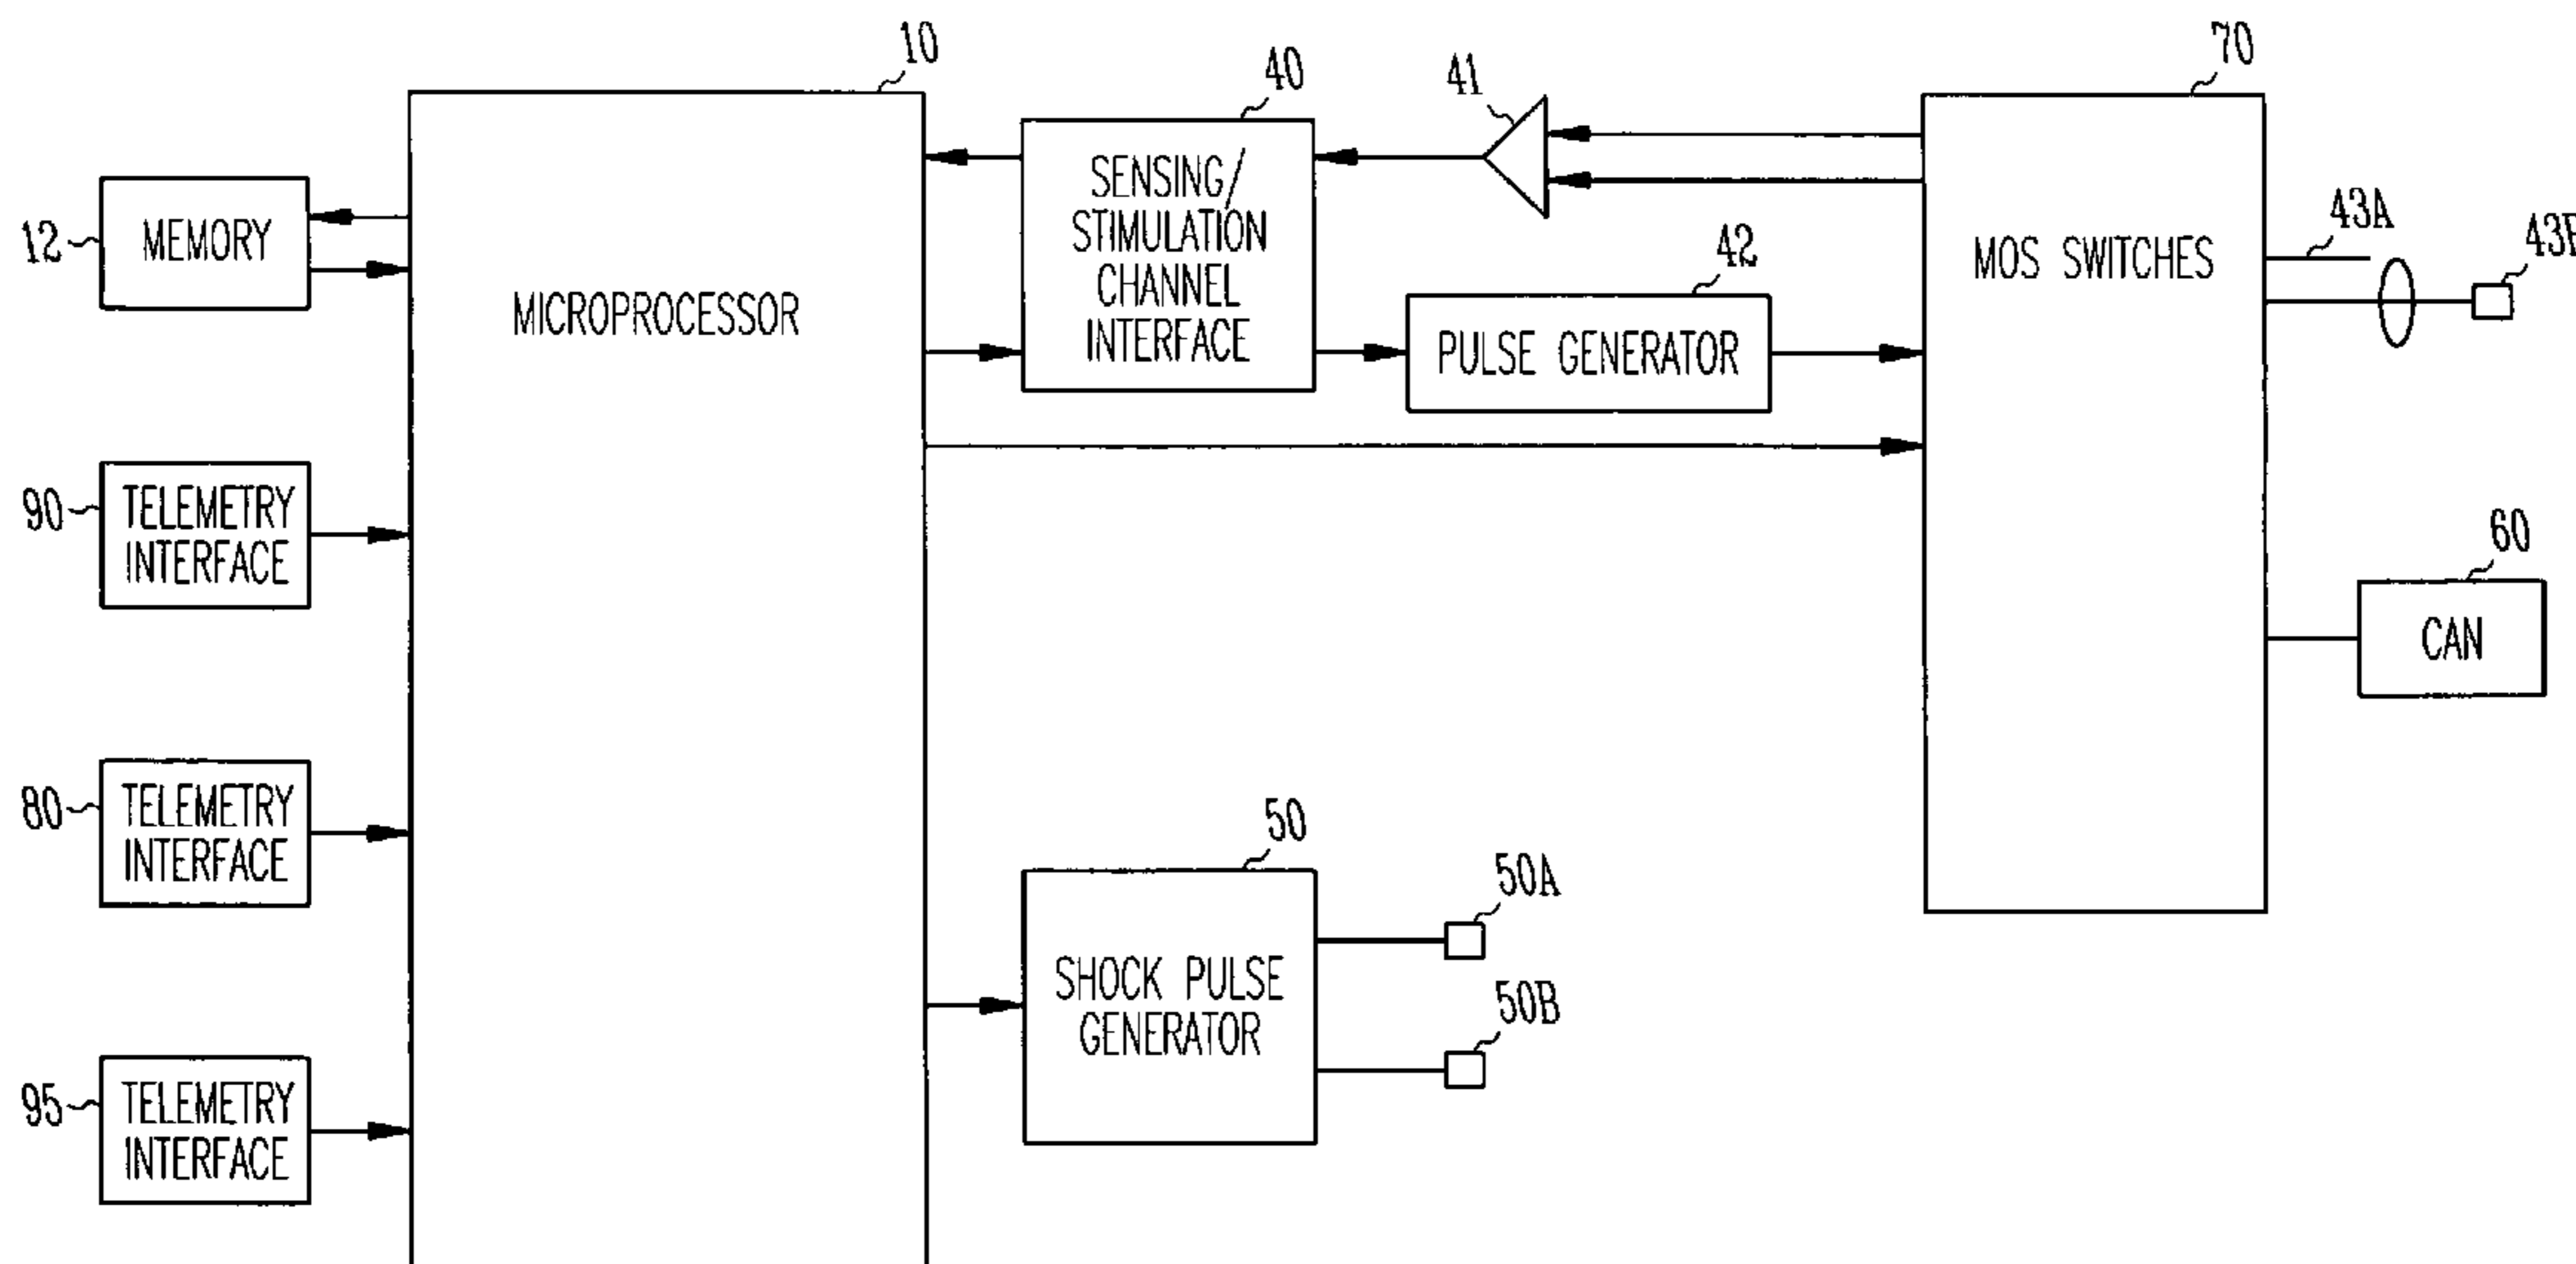 10
40
41
70
12
MEMORY
MICROPROCESSOR
SENSING/
STIMULATION
CHANNEL
INTERFACE
42
PULSE GENERATOR
MOS SWITCHES
43A
90
TELEMETRY
INTERFACE
60
CAN
80
TELEMETRY
INTERFACE
50
SHOCK PULSE
GENERATOR
50A
50B
95
TELEMETRY
INTERFACE